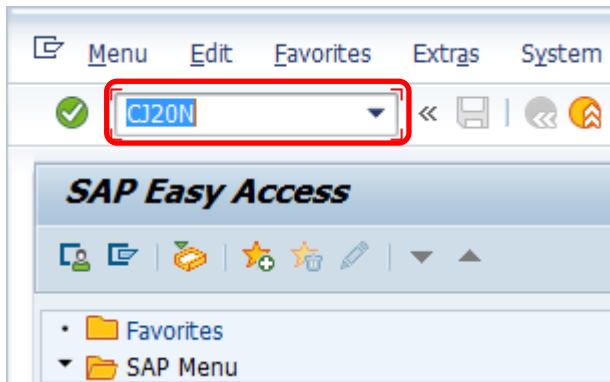 Menu Edit Favorites Extras System
CJ20N
SAP Easy Access
Favorites
SAP Menu